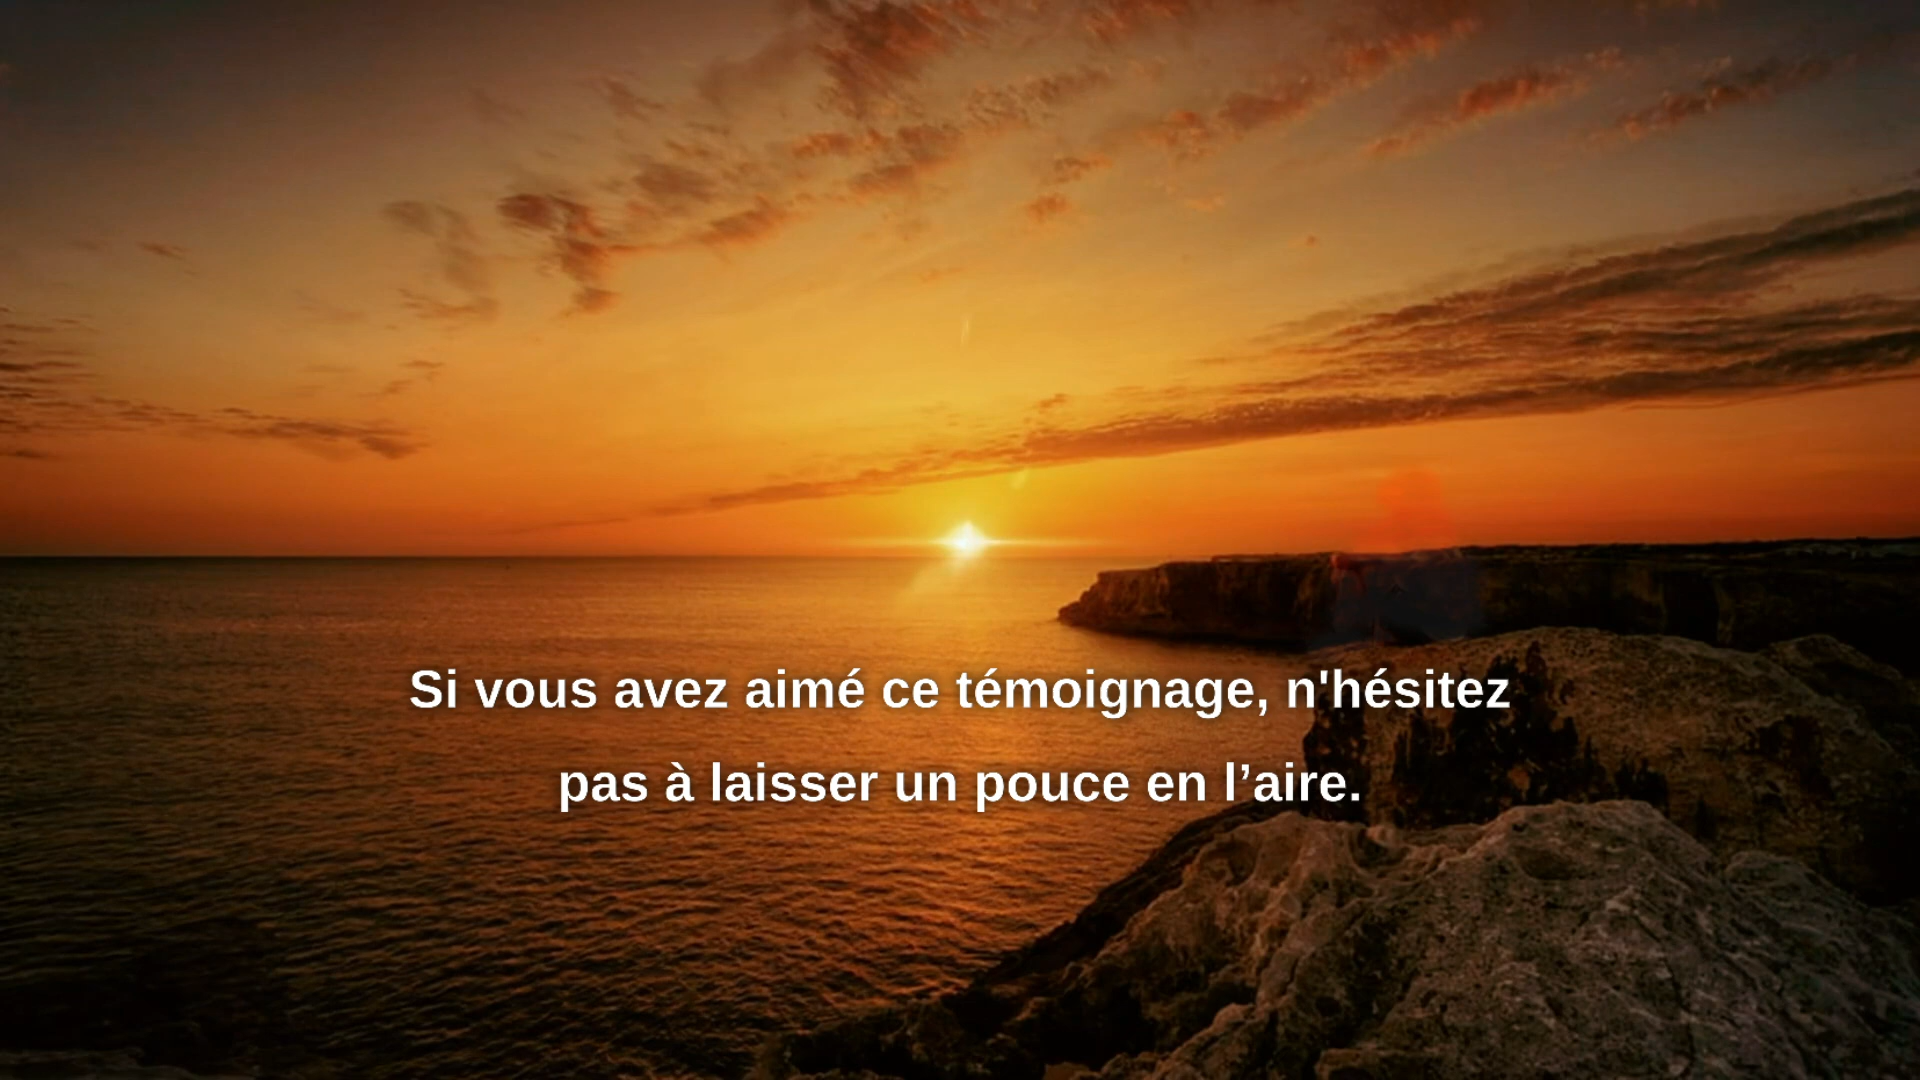 Si vous avez aimé ce témoignage, n'hésitez
pas à laisser un pouce en l’aire.